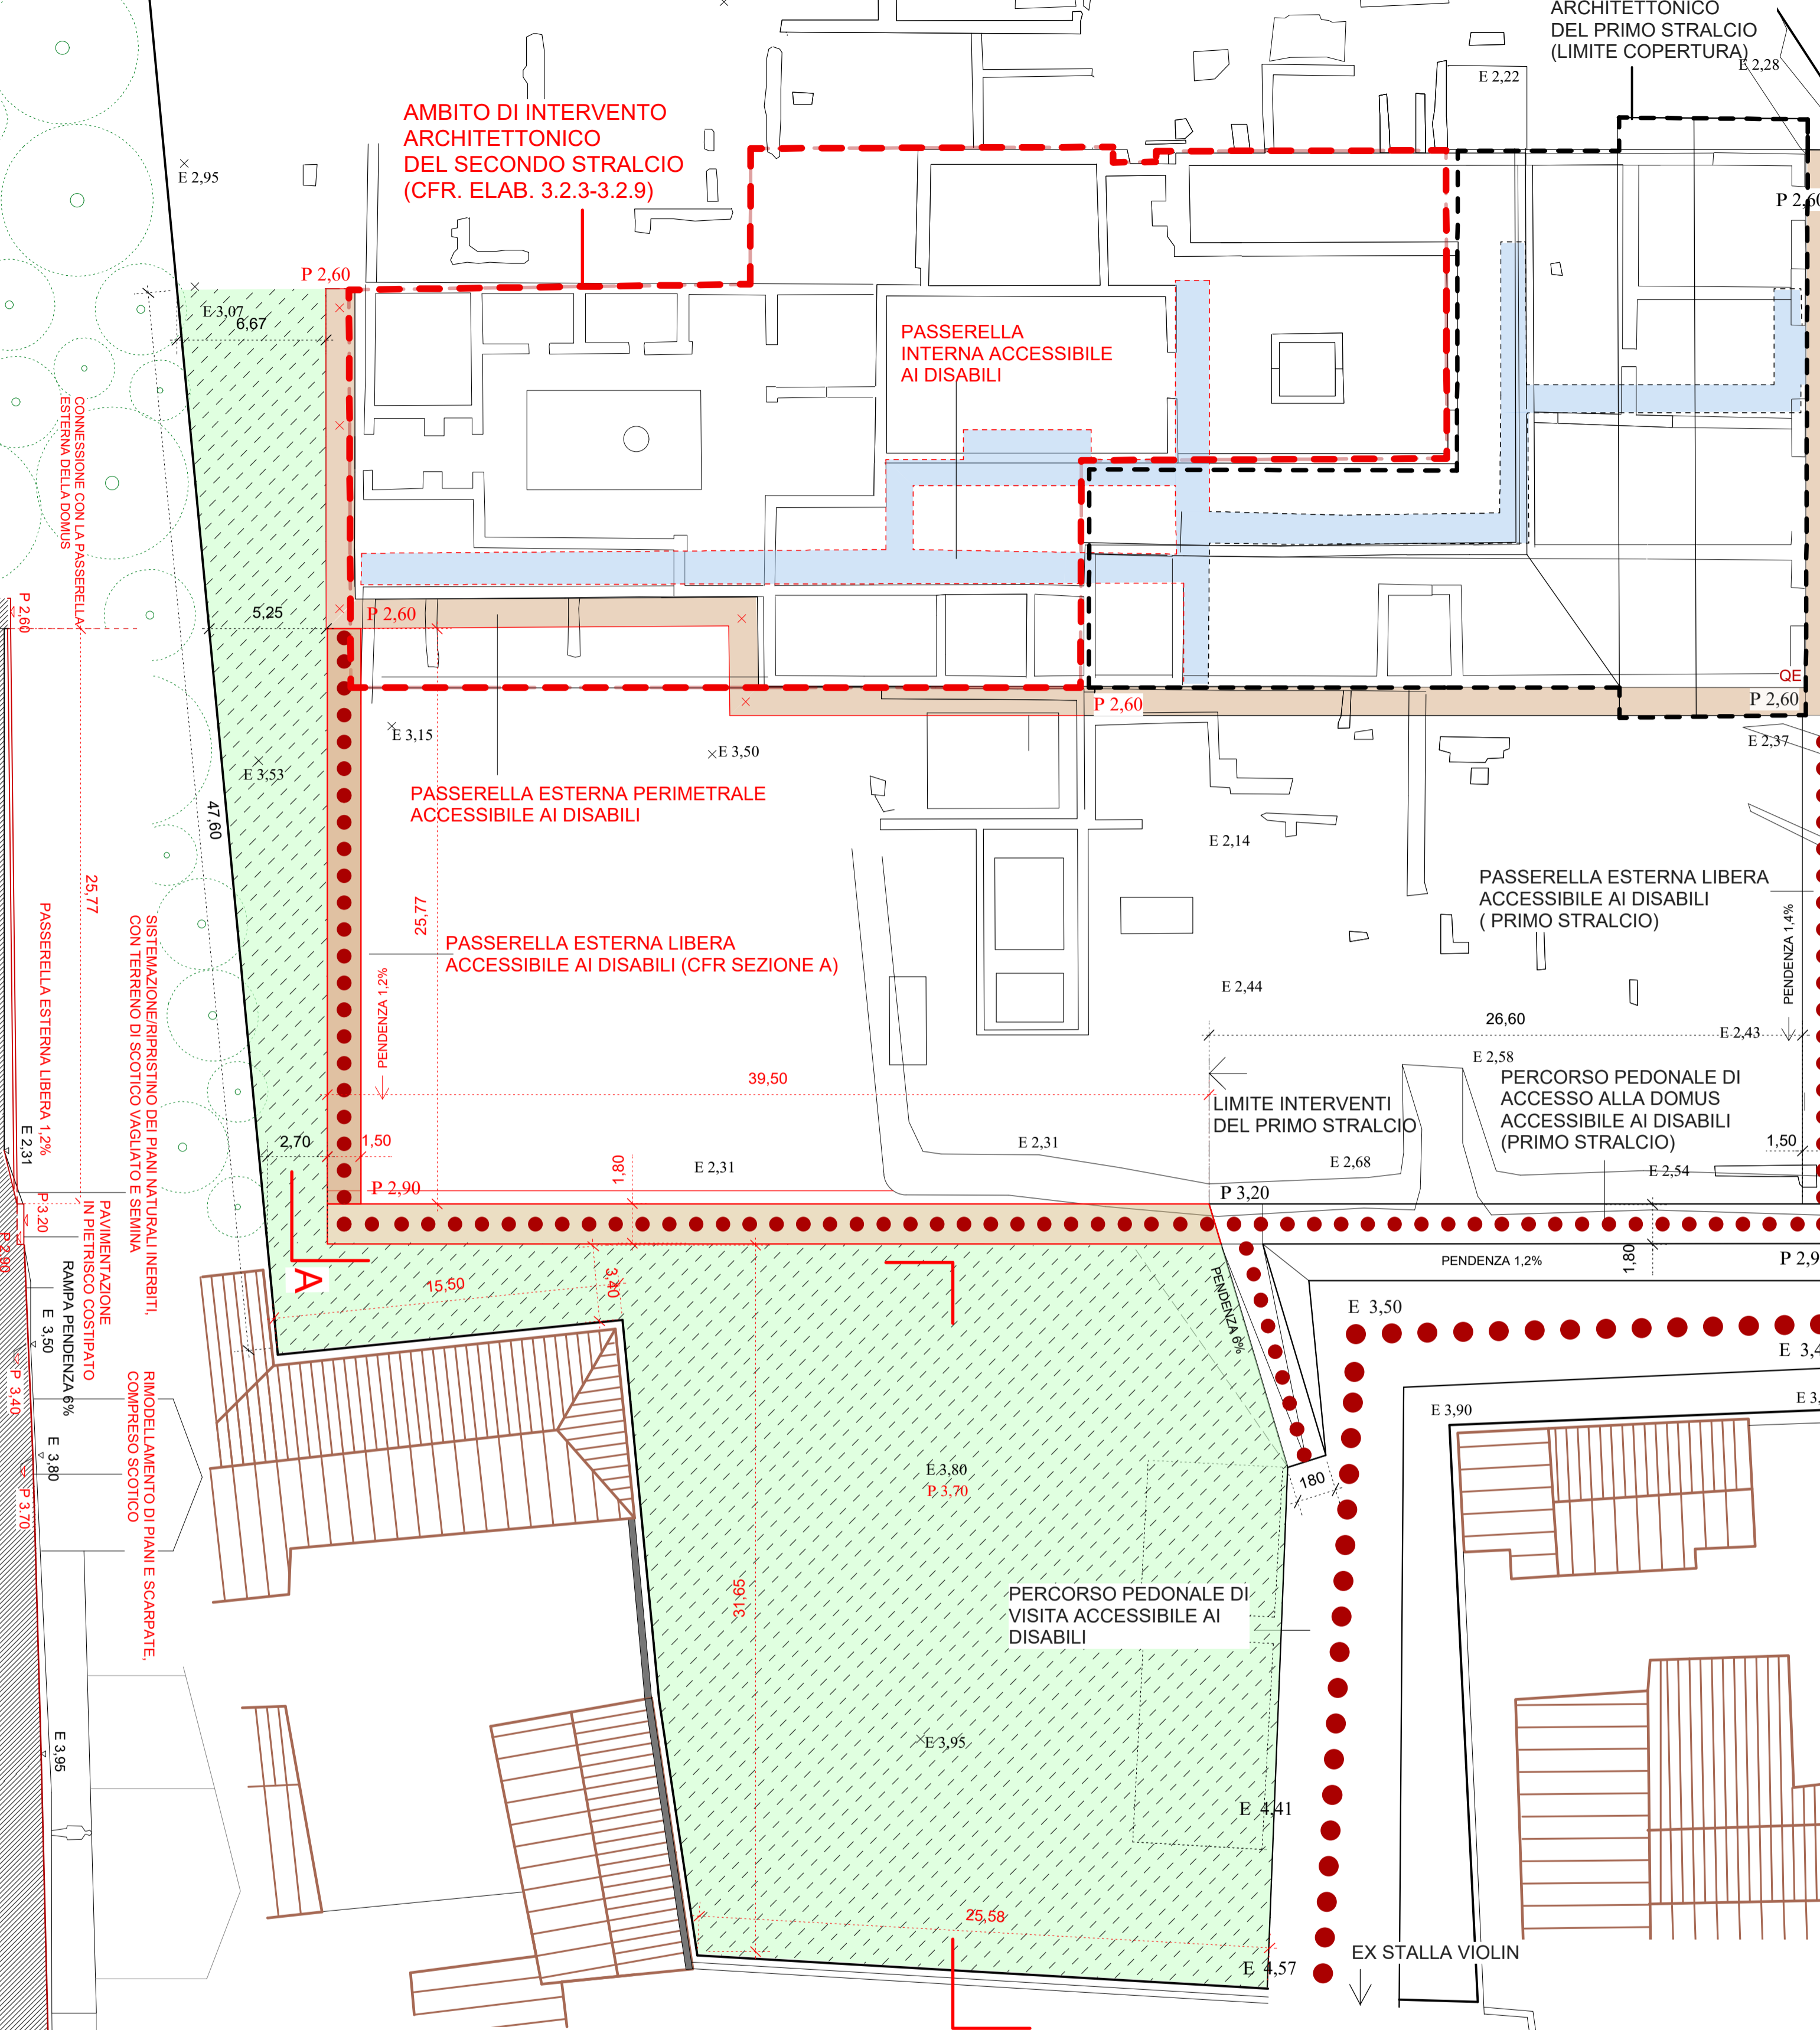 ARCHITETTONICO
DEL PRIMO STRALCIO
(LIMITE COPERTURA)
E 2,28
E 2,22
AMBITO DI INTERVENTO
ARCHITETTONICO
DEL SECONDO STRALCIO
(CFR. ELAB. 3.2.3-3.2.9)
E 2,95
P 2,60
P 2,60
E 3,07
6,67
PASSERELLA
INTERNA ACCESSIBILE
AI DISABILI
CONNESSIONE CON LA PASSERELLA
ESTERNA DELLA DOMUS
P 2,60
5,25
P 2,60
QE
P 2,60
P 2,60
E 3,15
E 3,50
E 2,37
E 3,53
PASSERELLA ESTERNA PERIMETRALE
ACCESSIBILE AI DISABILI
47,60
E 2,14
25,77
25,77
PASSERELLA ESTERNA LIBERA
ACCESSIBILE AI DISABILI
( PRIMO STRALCIO)
PENDENZA 1,4%
PASSERELLA ESTERNA LIBERA
ACCESSIBILE AI DISABILI (CFR SEZIONE A)
PENDENZA 1,2%
PASSERELLA ESTERNA LIBERA 1,2%
SISTEMAZIONE/RIPRISTINO DEI PIANI NATURALI INERBITI,
CON TERRENO DI SCOTICO VAGLIATO E SEMINA
E 2,44
26,60
E 2,43
E 2,58
39,50
PERCORSO PEDONALE DI
ACCESSO ALLA DOMUS
ACCESSIBILE AI DISABILI
(PRIMO STRALCIO)
LIMITE INTERVENTI
DEL PRIMO STRALCIO
E 2,31
2,70
1,50
E 2,31
1,50
1,80
E 2,31
E 2,68
E 2,54
P 2,90
P 3,20
P 3.20
P 2.90
PAVIMENTAZIONE
IN PIETRISCO COSTIPATO
RAMPA PENDENZA 6%
A
15,50
3,40
PENDENZA 6%
PENDENZA 1,2%
1,80
P 2,9
E 3,50
E 3,50
E 3,4
P 3,40
RIMODELLAMENTO DI PIANI E SCARPATE,
COMPRESO SCOTICO
E 3,
E 3,90
E 3,80
P 3.70
E 3,80
P 3,70
180
31,65
PERCORSO PEDONALE DI
VISITA ACCESSIBILE AI
DISABILI
E 3,95
E 3,95
E 4,41
25,58
EX STALLA VIOLIN
E 4,57